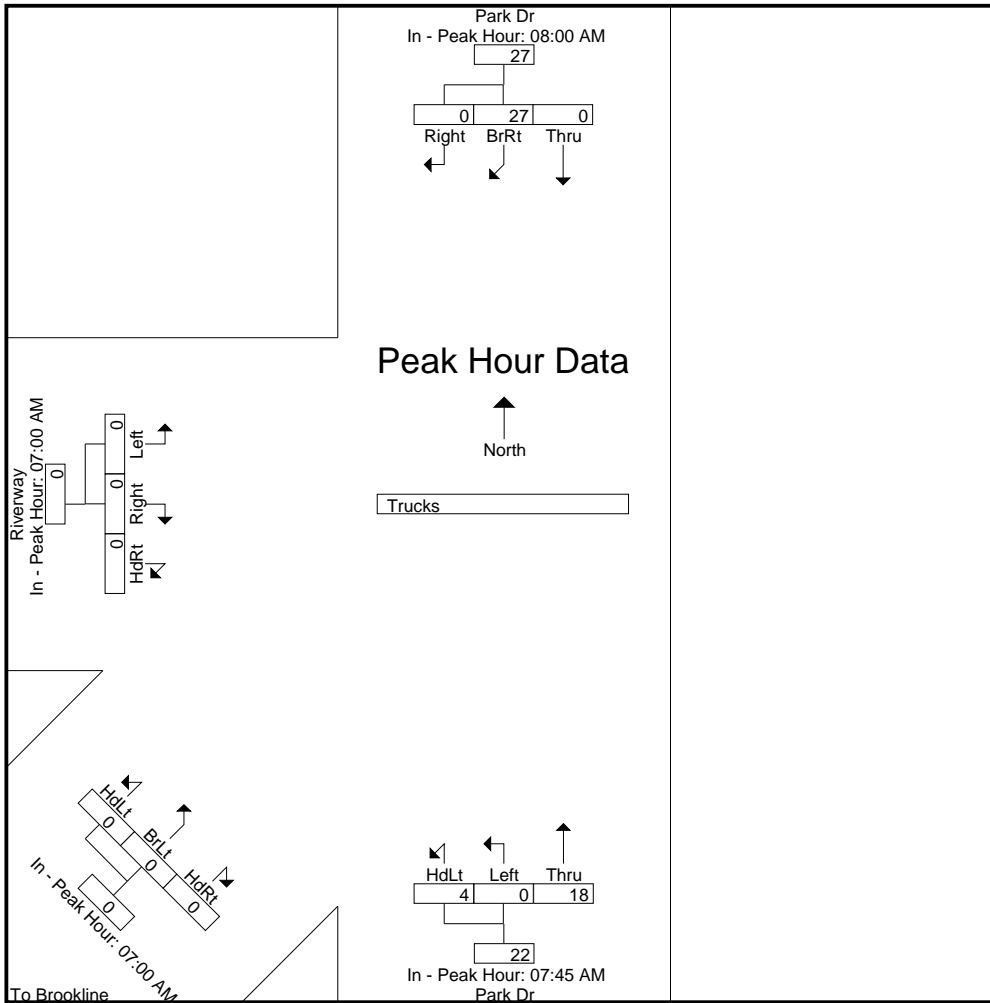 Park Dr
In - Peak Hour: 08:00 AM
27
0 27 0
Right BrRt Thru
Peak Hour Data
North
Trucks
Riverway
In - Peak Hour: 07:00 AM
0
0 0 0
Left Right HdRt
HdLt BrLt HdRt
0 0 0
0
In - Peak Hour: 07:00 AM
To Brookline
HdLt Left Thru
4 0 18
22
In - Peak Hour: 07:45 AM
Park Dr